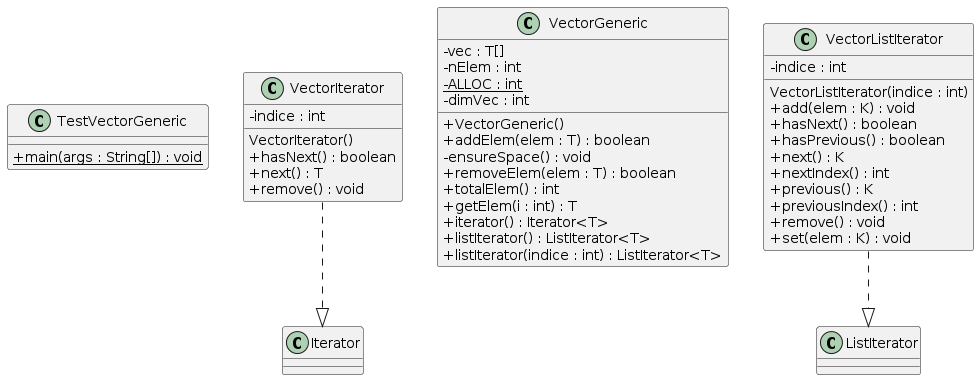 C TestVectorGeneric
+main(args : String[]) : void
C VectorIterator
-indice : int
VectorIterator()
+hasNext() : boolean
+next() : T
+remove() : void
C VectorGeneric
-vec : T[]
-nElem : int
-ALLOC : int
-dimVec : int
+VectorGeneric()
+addElem(elem : T) : boolean
-ensureSpace() : void
+removeElem(elem : T) : boolean
+totalElem() : int
+getElem(i : int) : T
+iterator() : Iterator<T>
+listIterator() : ListIterator<T>
+listIterator(indice : int) : ListIterator<T>
C VectorListIterator
-indice : int
VectorListIterator(indice : int)
+add(elem : K) : void
+hasNext() : boolean
+hasPrevious() : boolean
+next() : K
+nextIndex() : int
+previous() : K
+previousIndex() : int
+remove() : void
+set(elem : K) : void
C Iterator
C ListIterator